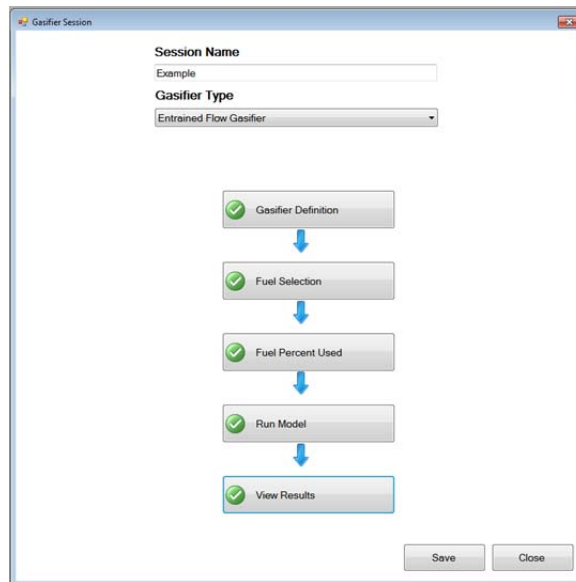 Gasifier Session
Session Name
Example
Gasifier Type
Entrained Flow Gasifier
Gasifier Definition
Fuel Selection
Fuel Percent Used
Run Model
View Results
Save Close